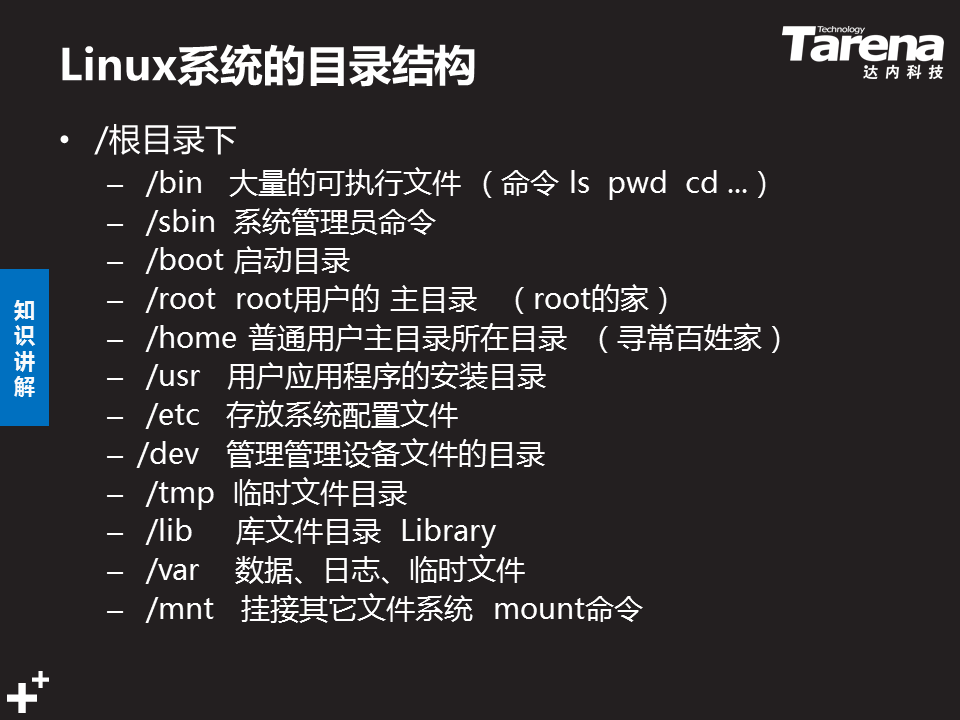 Linux系统的目录结构
Technology
Tarena
达内科技
• /根目录下
– /bin 大量的可执行文件 （命令 ls pwd cd ...）
– /sbin 系统管理员命令
– /boot 启动目录
– /root root用户的 主目录 （root的家）
– /home 普通用户主目录所在目录 （寻常百姓家）
– /usr 用户应用程序的安装目录
– /etc 存放系统配置文件
– /dev 管理管理设备文件的目录
– /tmp 临时文件目录
– /lib 库文件目录 Library
– /var 数据、日志、临时文件
– /mnt 挂接其它文件系统 mount命令
知识讲解